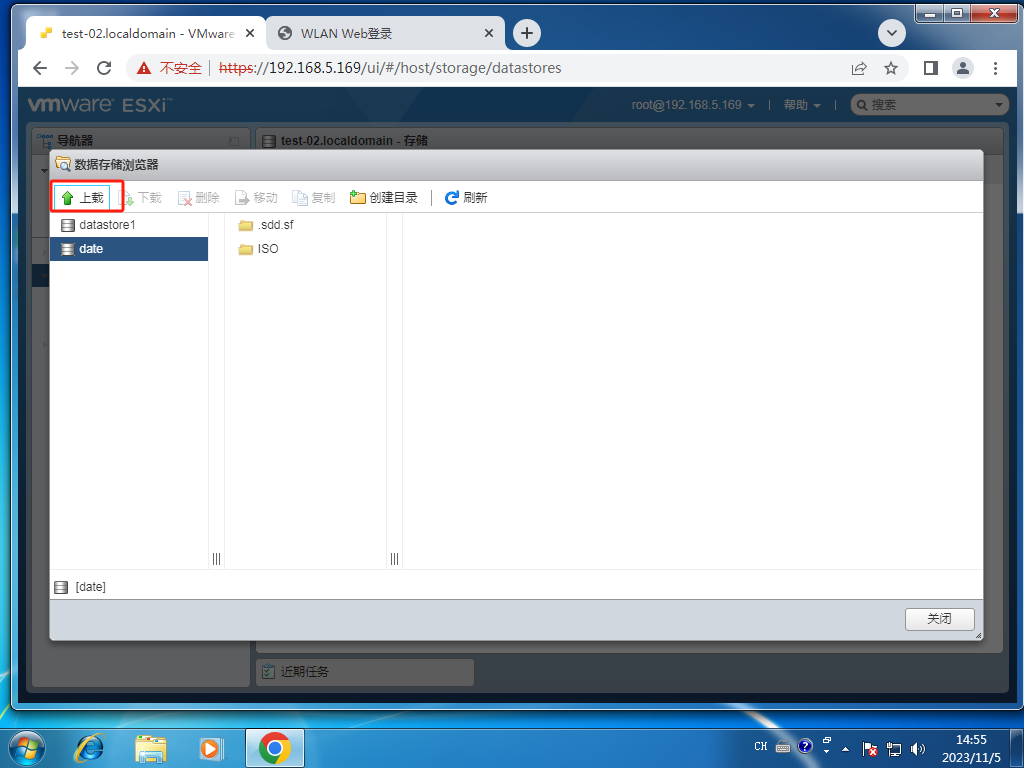 test-02.localdomain - VMware
WLAN Web登录
不安全 | https://192.168.5.169/ui/#/host/storage/datastores
vmware ESXi™
root@192.168.5.169
帮助
搜索
导航器
test-02.localdomain - 存储
数据存储浏览器
上载 下载 删除 移动 复制 创建目录 刷新
datastore1
.sdd.sf
date
ISO
[date]
关闭
近期任务
CH
14:55
2023/11/5